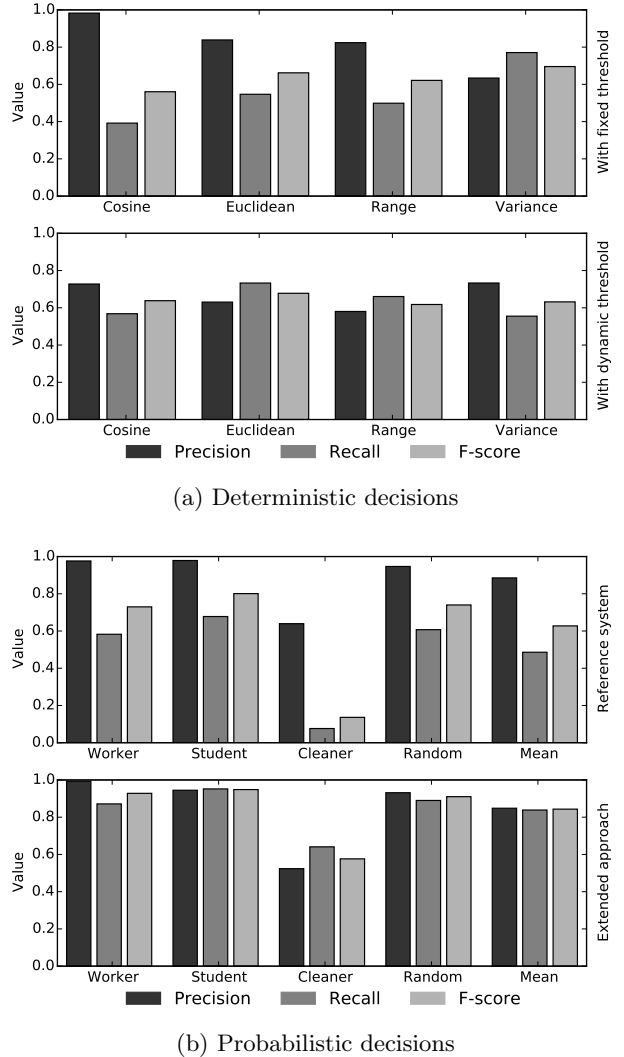 1.0
0.8
0.6
0.4
0.2
0.0
Value
Cosine Euclidean Range Variance
With fixed threshold
1.0
0.8
0.6
0.4
0.2
0.0
Value
Cosine Euclidean Range Variance
With dynamic threshold
Precision Recall F-score
(a) Deterministic decisions
1.0
0.8
0.6
0.4
0.2
0.0
Value
Worker Student Cleaner Random Mean
Reference system
1.0
0.8
0.6
0.4
0.2
0.0
Value
Worker Student Cleaner Random Mean
Extended approach
Precision Recall F-score
(b) Probabilistic decisions